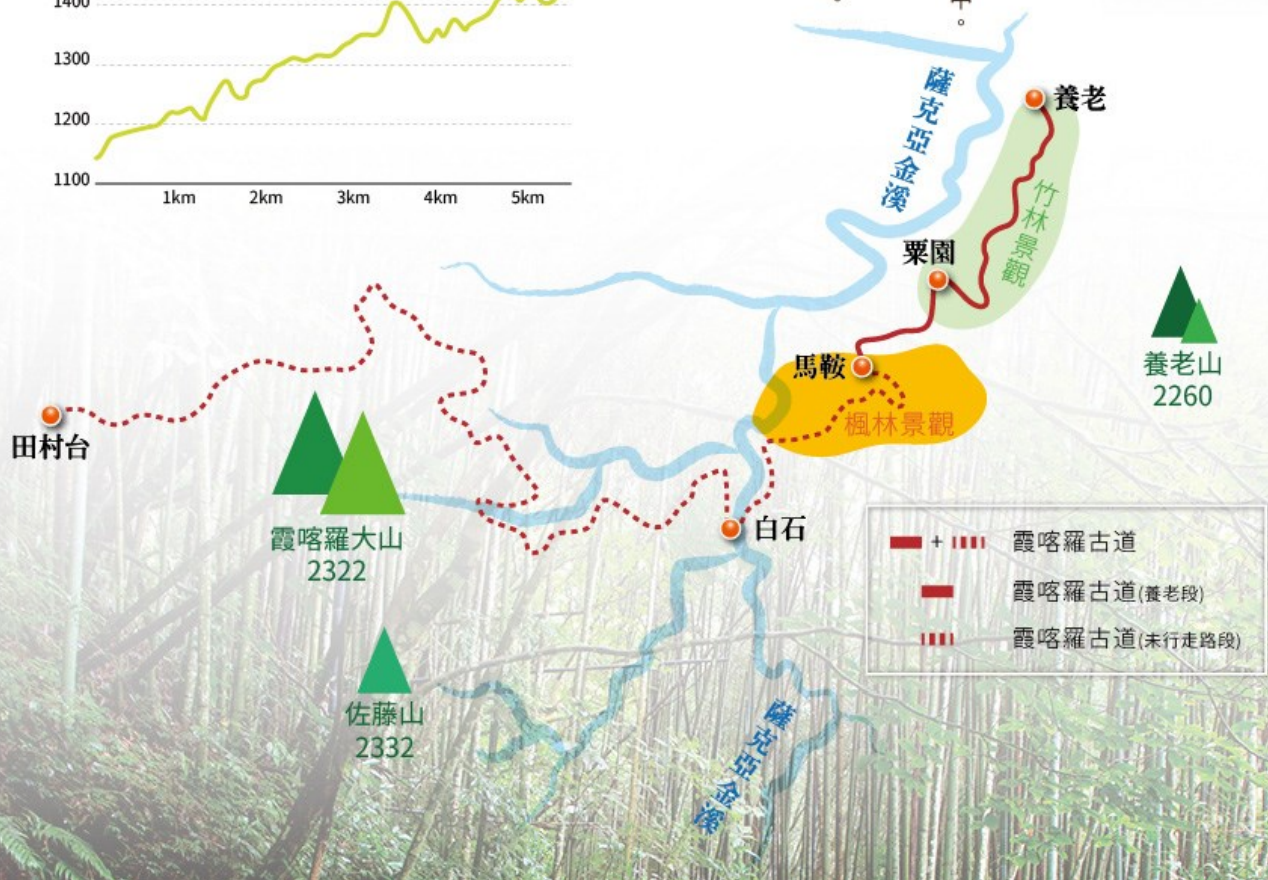 1400
1300
1200
1100
1km 2km 3km 4km 5km
。
薩克亞金溪
養老
竹林景觀
粟園
馬鞍
楓林景觀
養老山
2260
田村台
霞喀羅大山
2322
白石
佐藤山
2332
薩克亞金溪
+ 霞喀羅古道
霞喀羅古道(養老段)
霞喀羅古道(未行走路段)